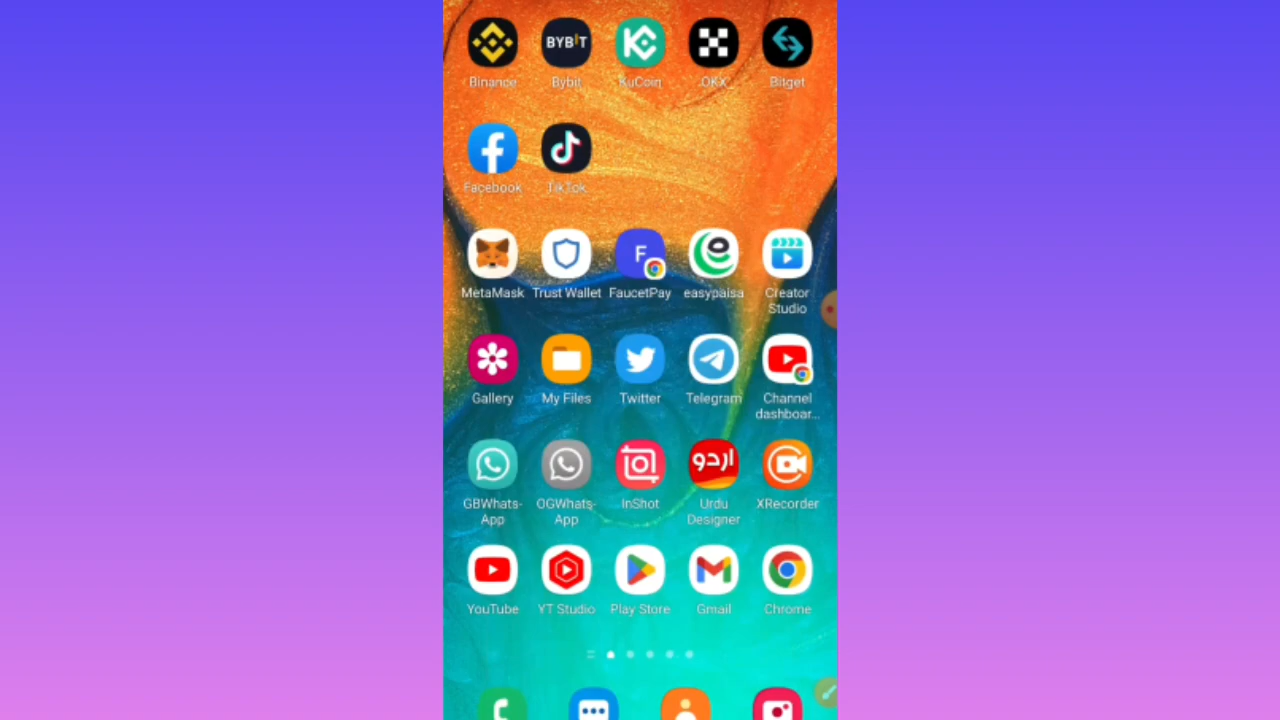 BYBIT
Binance Bybit KuCoin OKX Bitget
Facebook TikTok
F
MetaMask Trust Wallet FaucetPay easypaisa Creator Studio
Gallery My Files Twitter Telegram Channel dashboar...
اردو
GBWhats-App OGWhats-App InShot Urdu Designer XRecorder
YouTube YT Studio Play Store Gmail Chrome